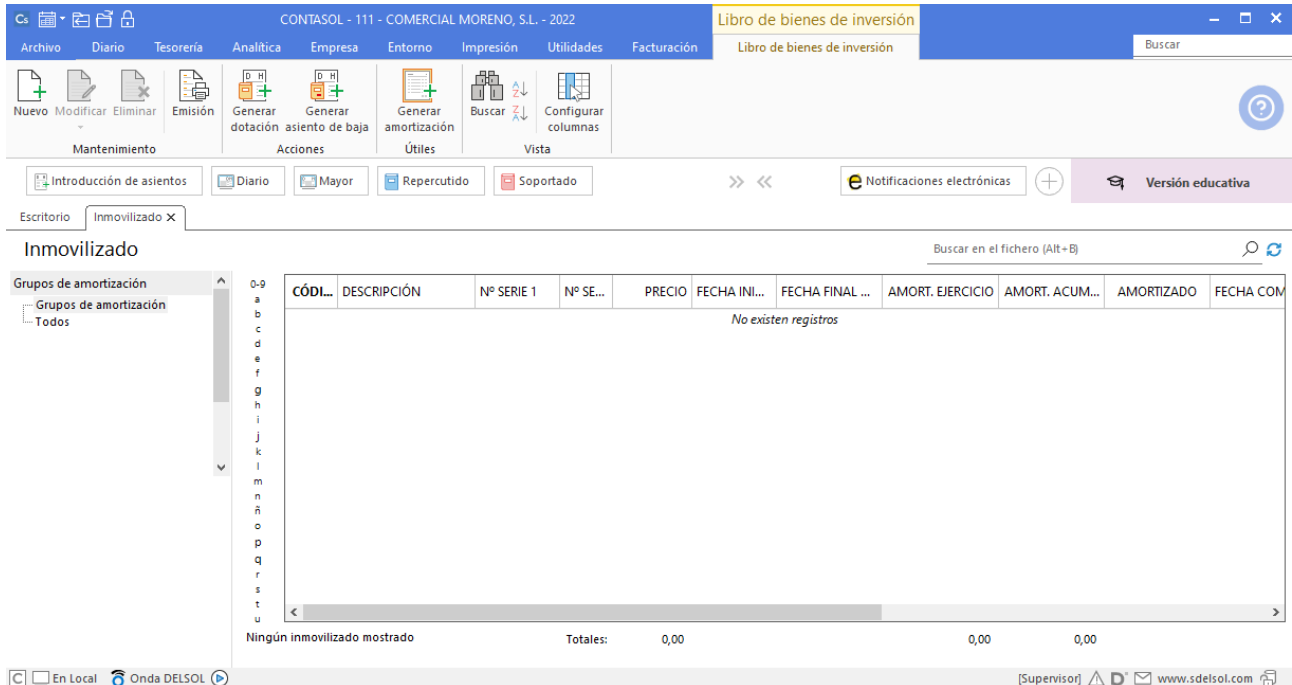 Cs CONTASOL - 111 - COMERCIAL MORENO, S.L. - 2022 Libro de bienes de inversión
Archivo Diario Tesorería Analítica Empresa Entorno Impresión Utilidades Facturación Libro de bienes de inversión Buscar
Nuevo Modificar Eliminar Emisión Generar dotación Generar asiento de baja Generar amortización Buscar Configurar columnas
Mantenimiento Acciones Útiles Vista
Introducción de asientos Diario Mayor Repercutido Soportado Notificaciones electrónicas Versión educativa
Escritorio Inmovilizado
Inmovilizado Buscar en el fichero (Alt+B)
Grupos de amortización
Grupos de amortización
Todos
CÓDI... DESCRIPCIÓN Nº SERIE 1 Nº SE... PRECIO FECHA INI... FECHA FINAL ... AMORT. EJERCICIO AMORT. ACUM... AMORTIZADO FECHA COM
No existen registros
0-9
a
b
c
d
e
f
g
h
i
j
k
l
m
n
ñ
o
p
q
r
s
t
u
Ningún inmovilizado mostrado Totales: 0,00 0,00 0,00
C En Local Onda DELSOL [Supervisor] D www.sdelsol.com